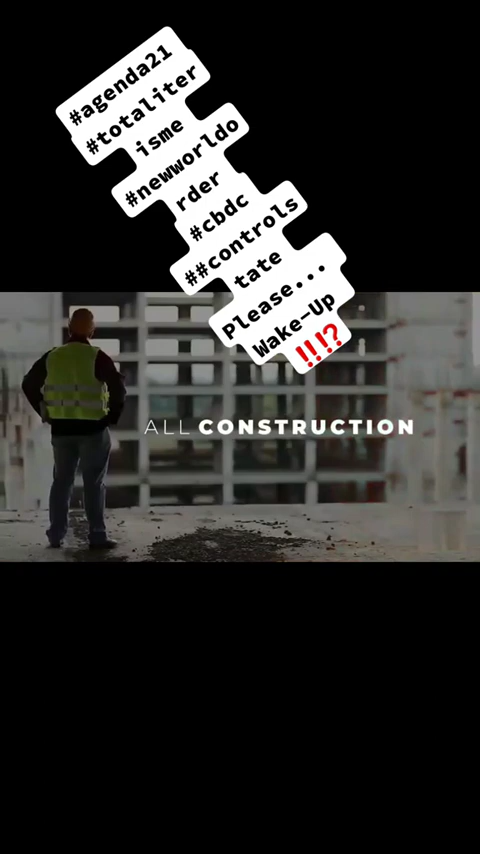 #agenda21
#totaliter
isme
#newworldo
rder
#cbdc
##controls
tate
Please...
Wake-Up
‼️⁉️
ALL CONSTRUCTION